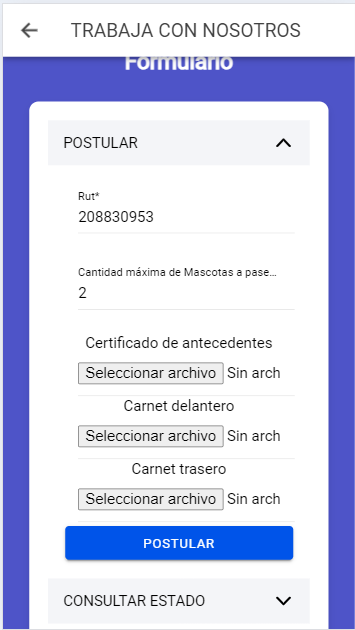 TRABAJA CON NOSOTROS
Formulario
POSTULAR
Rut*
208830953
Cantidad máxima de Mascotas a pase...
2
Certificado de antecedentes
Seleccionar archivo Sin arch
Carnet delantero
Seleccionar archivo Sin arch
Carnet trasero
Seleccionar archivo Sin arch
POSTULAR
CONSULTAR ESTADO